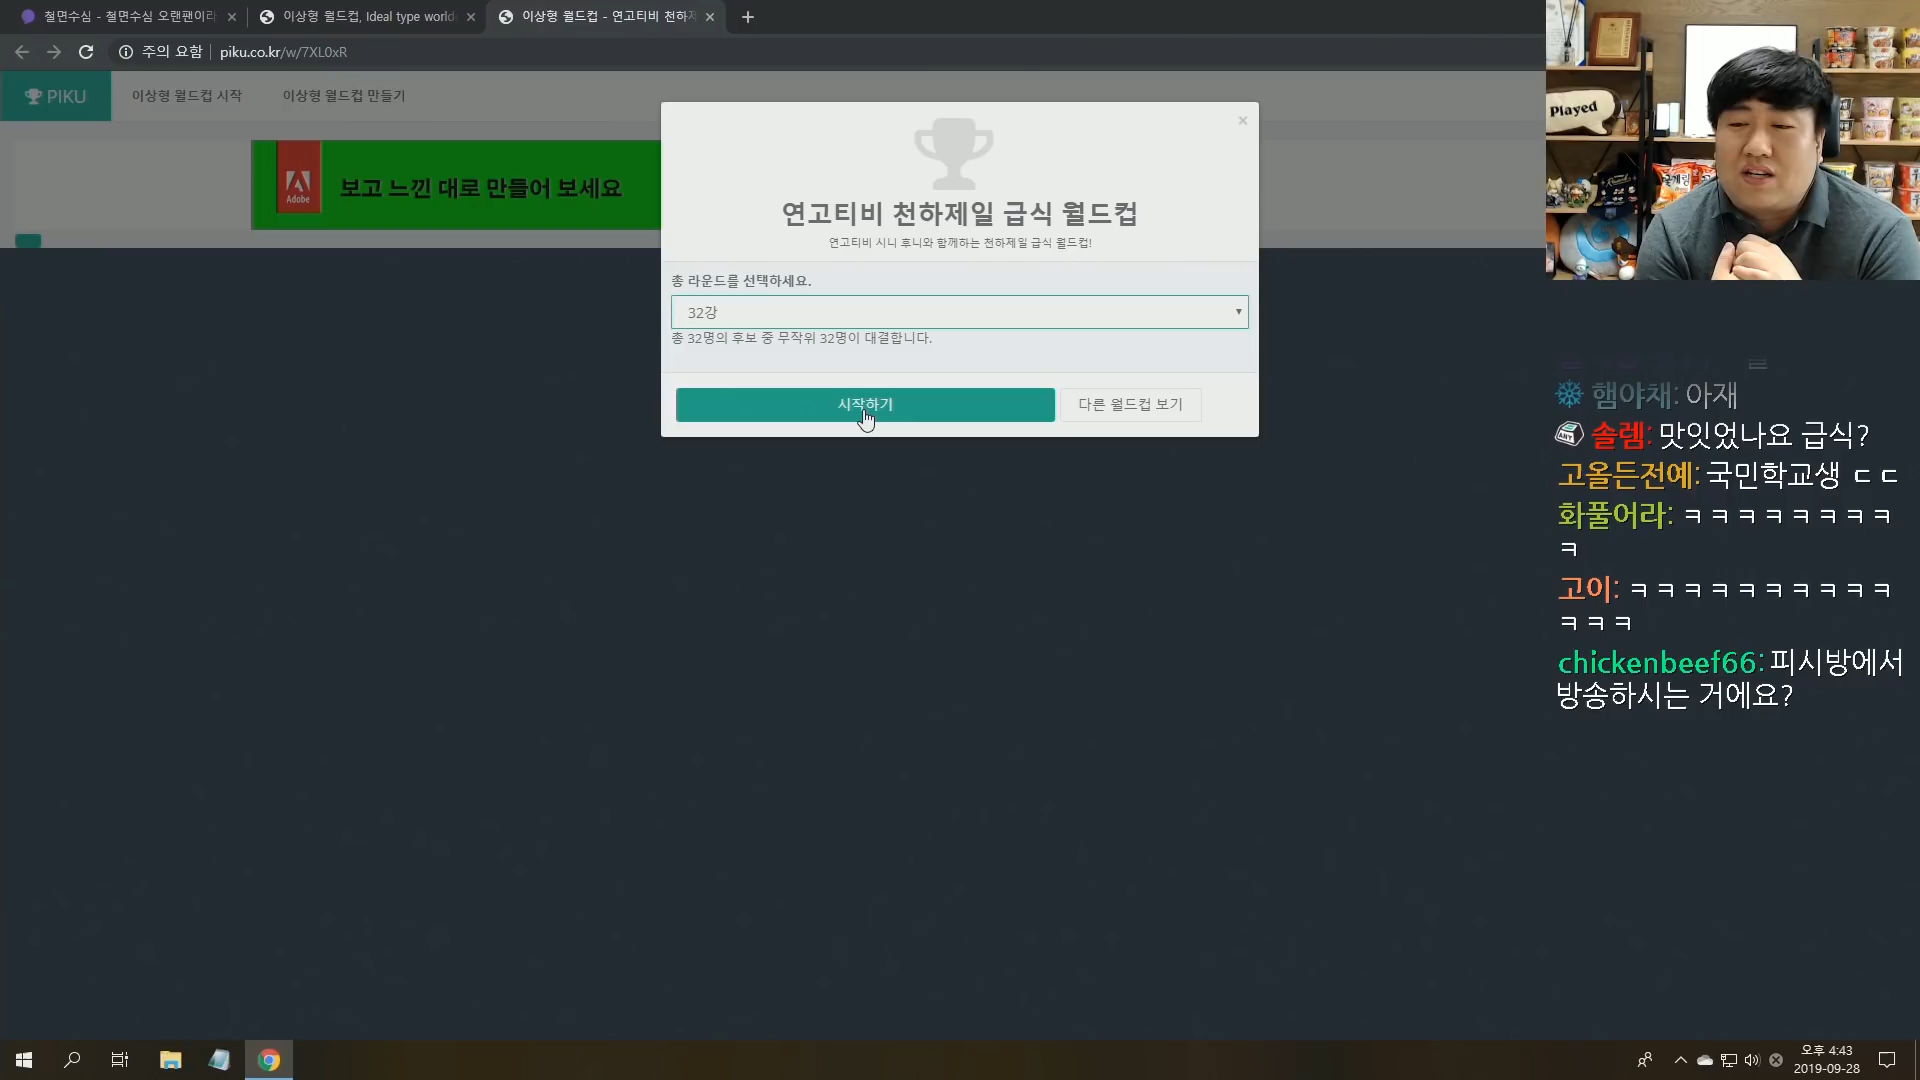 철면수심 - 철면수심 오랜팬이라
이상형 월드컵, Ideal type world
이상형 월드컵 - 연고티비 천하제
주의 요함
piku.co.kr/w/7XL0xR
PIKU
이상형 월드컵 시작
이상형 월드컵 만들기
Adobe
보고 느낀 대로 만들어 보세요
연고티비 천하제일 급식 월드컵
연고티비 시니 후니와 함께하는 천하제일 급식 월드컵!
총 라운드를 선택하세요.
32강
총 32명의 후보 중 무작위 32명이 대결합니다.
시작하기
다른 월드컵 보기
Played
햄야채: 아재
솔렘: 맛잇었나요 급식?
고올든전예: 국민학교생 ㄷㄷ
화풀어라: ㅋㅋㅋㅋㅋㅋㅋㅋ
ㅋ
고이: ㅋㅋㅋㅋㅋㅋㅋㅋㅋㅋ
ㅋㅋㅋ
chickenbeef66: 피시방에서
방송하시는 거에요?
오후 4:43
2019-09-28